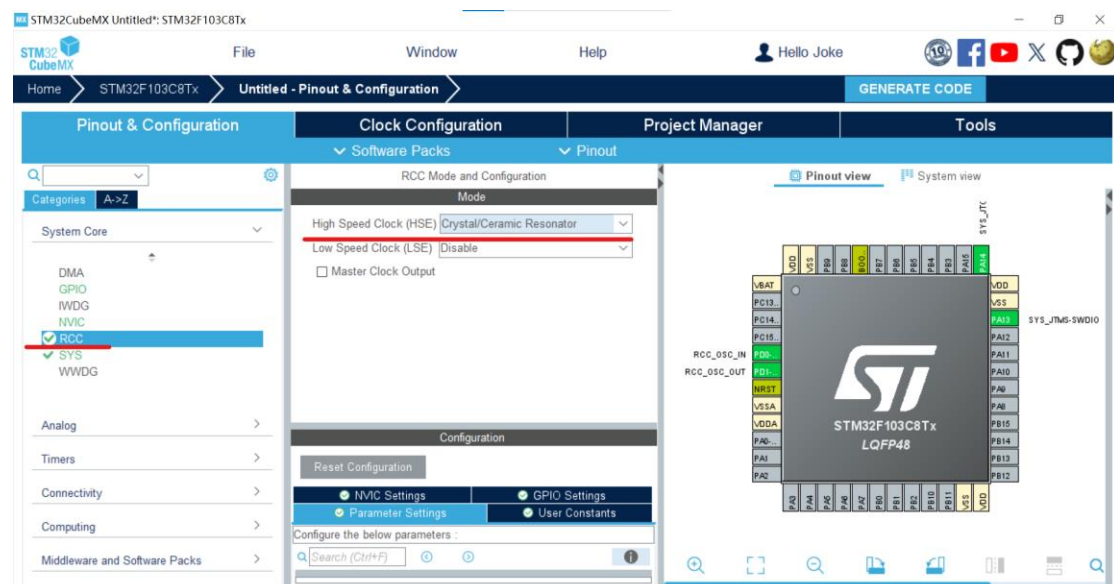 MX STM32CubeMX Untitled*: STM32F103C8Tx
STM32
CubeMX
File
Window
Help
Hello Joke
19
Home
STM32F103C8Tx
Untitled - Pinout & Configuration
GENERATE CODE
Pinout & Configuration
Clock Configuration
Project Manager
Tools
Software Packs
Pinout
RCC Mode and Configuration
Pinout view
System view
Categories
A->Z
Mode
System Core
High Speed Clock (HSE) Crystal/Ceramic Resonator
Low Speed Clock (LSE) Disable
Master Clock Output
DMA
GPIO
IWDG
NVIC
RCC
SYS
WWDG
Analog
Timers
Connectivity
Computing
Middleware and Software Packs
Configuration
Reset Configuration
NVIC Settings
GPIO Settings
Parameter Settings
User Constants
Configure the below parameters :
Search (Ctrl+F)
SYS_JTC
VDD
VSS
PB9
PB8
BOO..
PB7
PB6
PB5
PB4
PB3
PA15
PA14
VBAT
PC13..
PC14..
PC15..
RCC_OSC_IN
PD0-..
RCC_OSC_OUT
PD1-..
NRST
VSSA
VDDA
PA0-..
PA1
PA2
VDD
VSS
PA13
SYS_JTMS-SWDIO
PA12
PA11
PA10
PA9
PA8
PB15
PB14
PB13
PB12
ST
STM32F103C8Tx
LQFP48
PA3
PA4
PA5
PA6
PA7
PB0
PB1
PB2
PB10
PB11
VSS
VDD